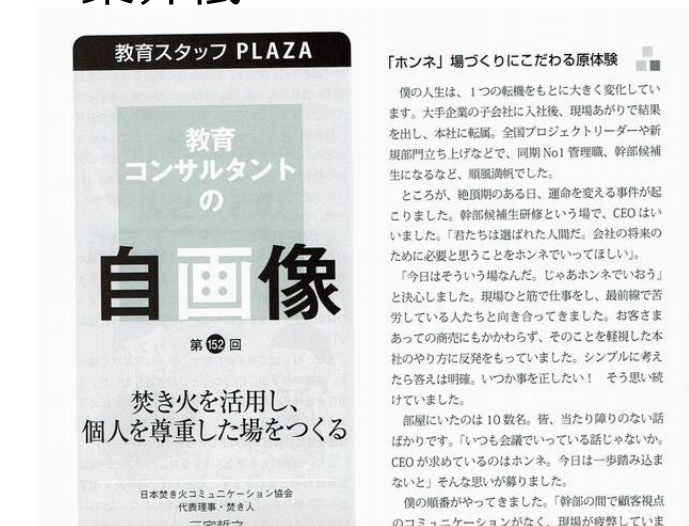 教育スタッフ PLAZA
教育
コンサルタント
の
自画像
第152回
焚き火を活用し、
個人を尊重した場をつくる
日本焚き火コミュニケーション協会
代表理事・焚き人
「ホンネ」場づくりにこだわる原体験
僕の人生は、1つの転機をもとに大きく変化してい
ます。大手企業の子会社に入社後、現場あがりで結果
を出し、本社に転属。全国プロジェクトリーダーや新
規部門立ち上げなどで、同期 No1 管理職、幹部候補
生になるなど、順風満帆でした。
ところが、絶頂期のある日、運命を変える事件が起
こりました。幹部候補生研修という場で、CEO はい
いました。「君たちは選ばれた人間だ。会社の将来の
ために必要と思うことをホンネでいってほしい」。
「今日はそういう場なんだ。じゃあホンネでいおう」
と決心しました。現場ひと筋で仕事をし、最前線で苦
労している人たちと向き合ってきました。お客さま
あっての商売にもかかわらず、そのことを軽視した本
社のやり方に反発をもっていました。シンプルに考え
たら答えは明確。いつか事を正したい！ そう思い続
けていました。
部屋にいたのは 10 数名。皆、当たり障りのない話
ばかりです。「いつも会議でいっている話じゃないか。
CEO が求めているのはホンネ。今日は一歩踏み込ま
ないと」そんな思いが募りました。
僕の順番がやってきました。「幹部の間で顧客視点
のコミュニケーションがなく、現場が疲弊していま